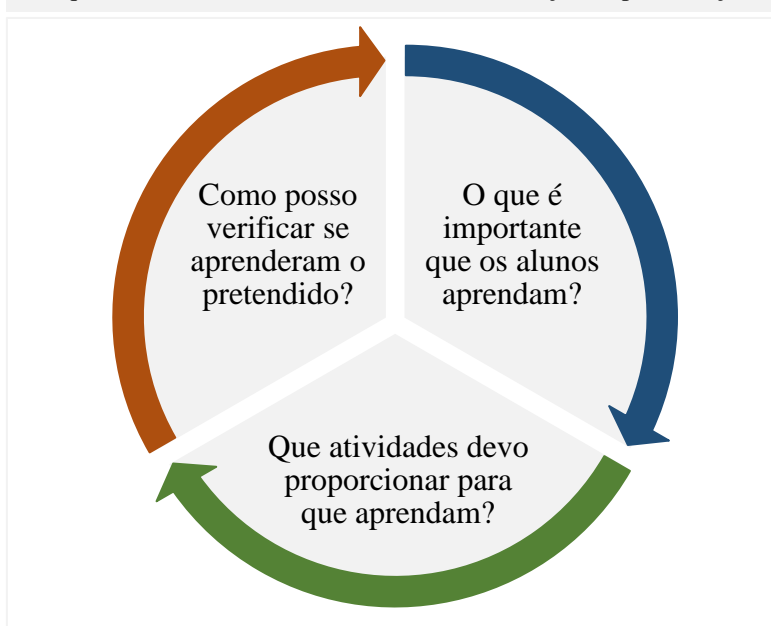 O que é
importante
que os alunos
aprendam?
Que atividades devo
proporcionar para
que aprendam?
Como posso
verificar se
aprenderam o
pretendido?